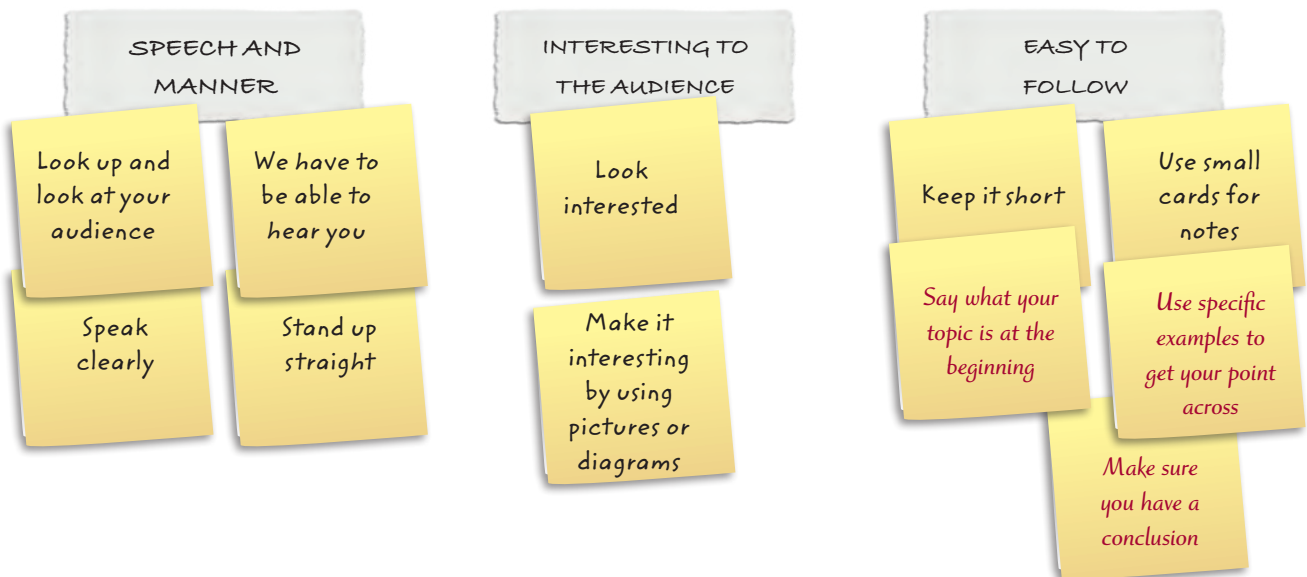 SPEECH AND
MANNER
Look up and
look at your
audience
We have to
be able to
hear you
Speak
clearly
Stand up
straight
INTERESTING TO
THE AUDIENCE
Look
interested
Make it
interesting
by using
pictures or
diagrams
EASY TO
FOLLOW
Keep it short
Use small
cards for
notes
Say what your
topic is at the
beginning
Use specific
examples to
get your point
across
Make sure
you have a
conclusion